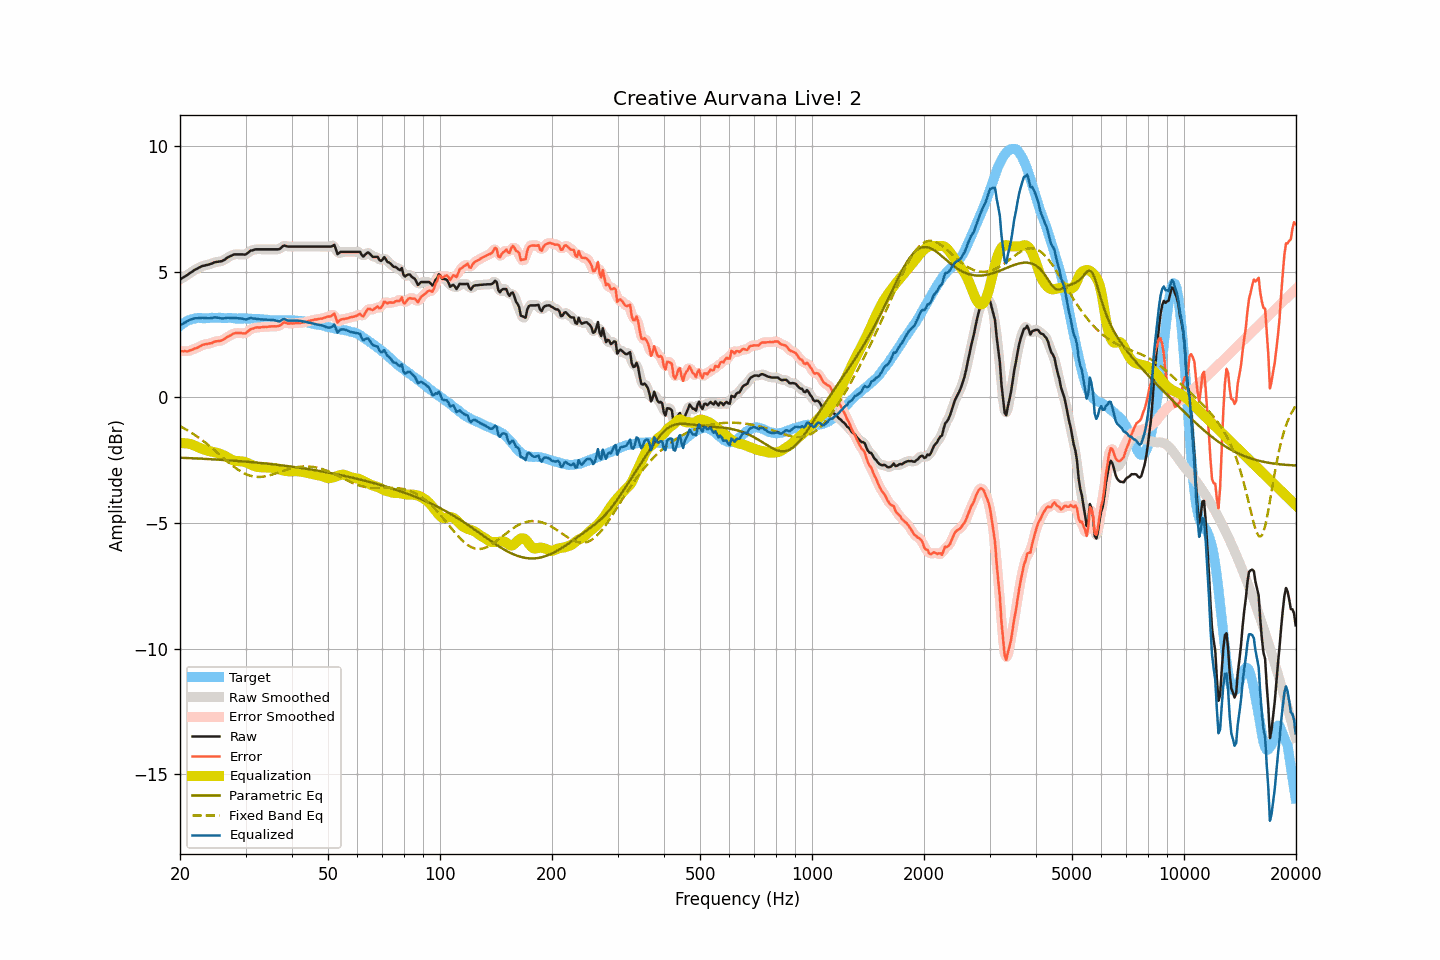 Creative Aurvana Live! 2
Amplitude (dBr)
10
5
0
−5
−10
−15
Target
Raw Smoothed
Error Smoothed
Raw
Error
Equalization
Parametric Eq
Fixed Band Eq
Equalized
20 50 100 200 500 1000 2000 5000 10000 20000
Frequency (Hz)